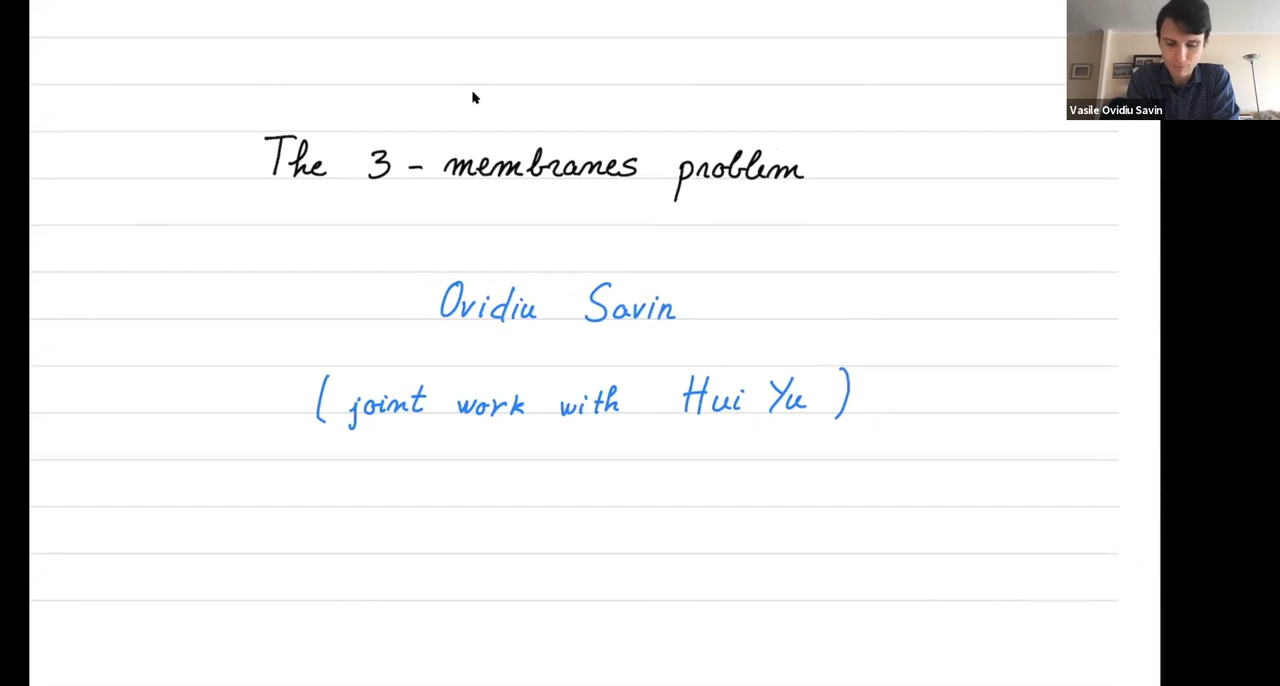 Vasile Ovidiu Savin
The 3-membranes problem
Ovidiu Savin
(joint work with Hui Yu)